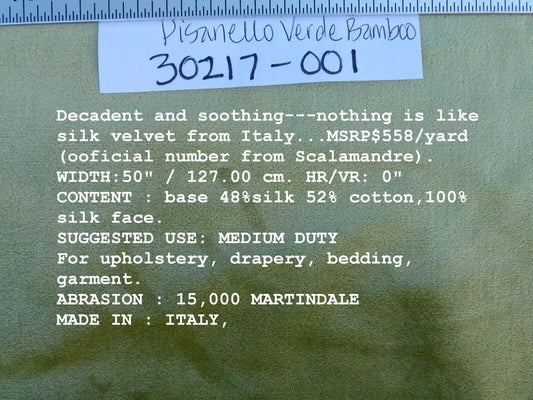 Pisanello Verde Bamboo
30217-001
Decadent and soothing---nothing is like
silk velvet from Italy...MSRP$558/yard
(ooficial number from Scalamandre).
WIDTH:50" / 127.00 cm. HR/VR: 0"
CONTENT : base 48%silk 52% cotton,100%
silk face.
SUGGESTED USE: MEDIUM DUTY
For upholstery, drapery, bedding,
garment.
ABRASION : 15,000 MARTINDALE
MADE IN : ITALY,